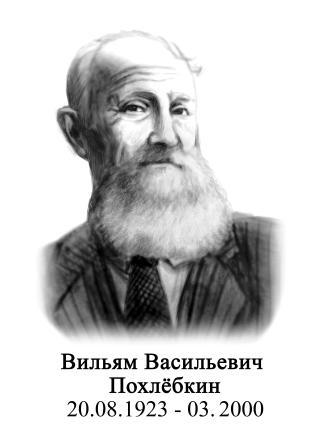 Вильям Васильевич
Похлёбкин
20.08.1923 - 03.2000